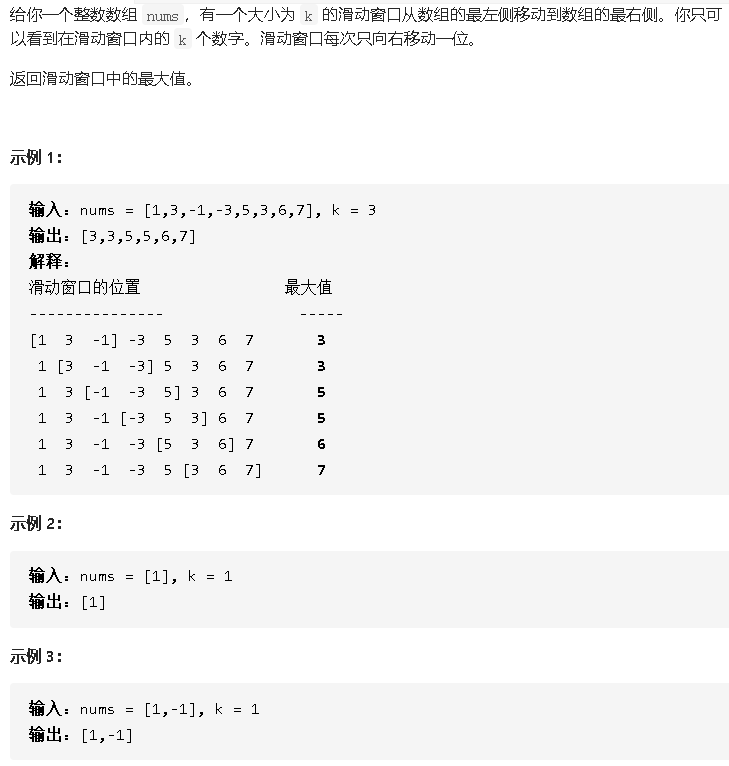 给你一个整数数组 nums，有一个大小为 k 的滑动窗口从数组的最左侧移动到数组的最右侧。你只可
以看到在滑动窗口内的 k 个数字。滑动窗口每次只向右移动一位。
返回滑动窗口中的最大值。
示例 1：
输入：nums = [1,3,-1,-3,5,3,6,7], k = 3
输出：[3,3,5,5,6,7]
解释：
滑动窗口的位置                最大值
---------------               -----
[1  3  -1] -3  5  3  6  7       3
 1 [3  -1  -3] 5  3  6  7       3
 1  3 [-1  -3  5] 3  6  7       5
 1  3  -1 [-3  5  3] 6  7       5
 1  3  -1  -3 [5  3  6] 7       6
 1  3  -1  -3  5 [3  6  7]      7
示例 2：
输入：nums = [1], k = 1
输出：[1]
示例 3：
输入：nums = [1,-1], k = 1
输出：[1,-1]